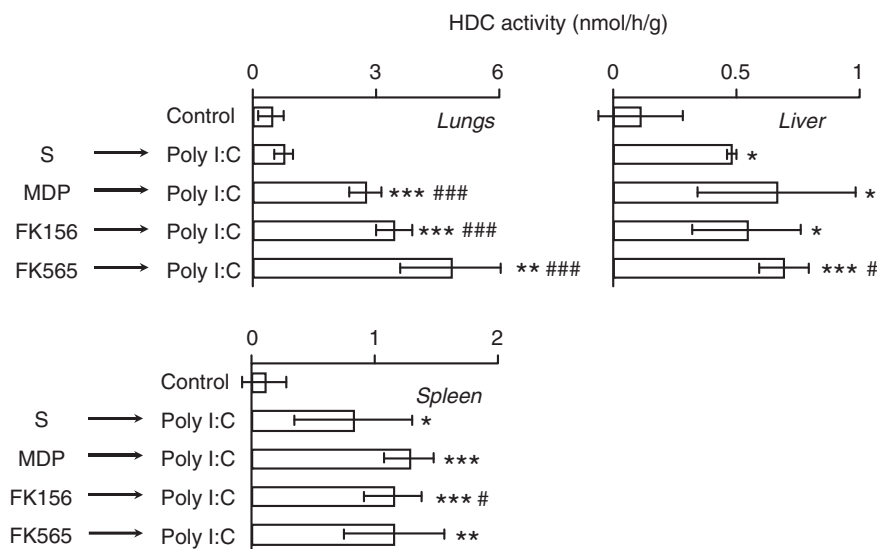 HDC activity (nmol/h/g)
0 3 6 0 0.5 1
Control Lungs Liver
S Poly I:C *
MDP Poly I:C *** ### *
FK156 Poly I:C *** ### *
FK565 Poly I:C ** ### *** #
0 1 2
Control Spleen
S Poly I:C *
MDP Poly I:C ***
FK156 Poly I:C *** #
FK565 Poly I:C **